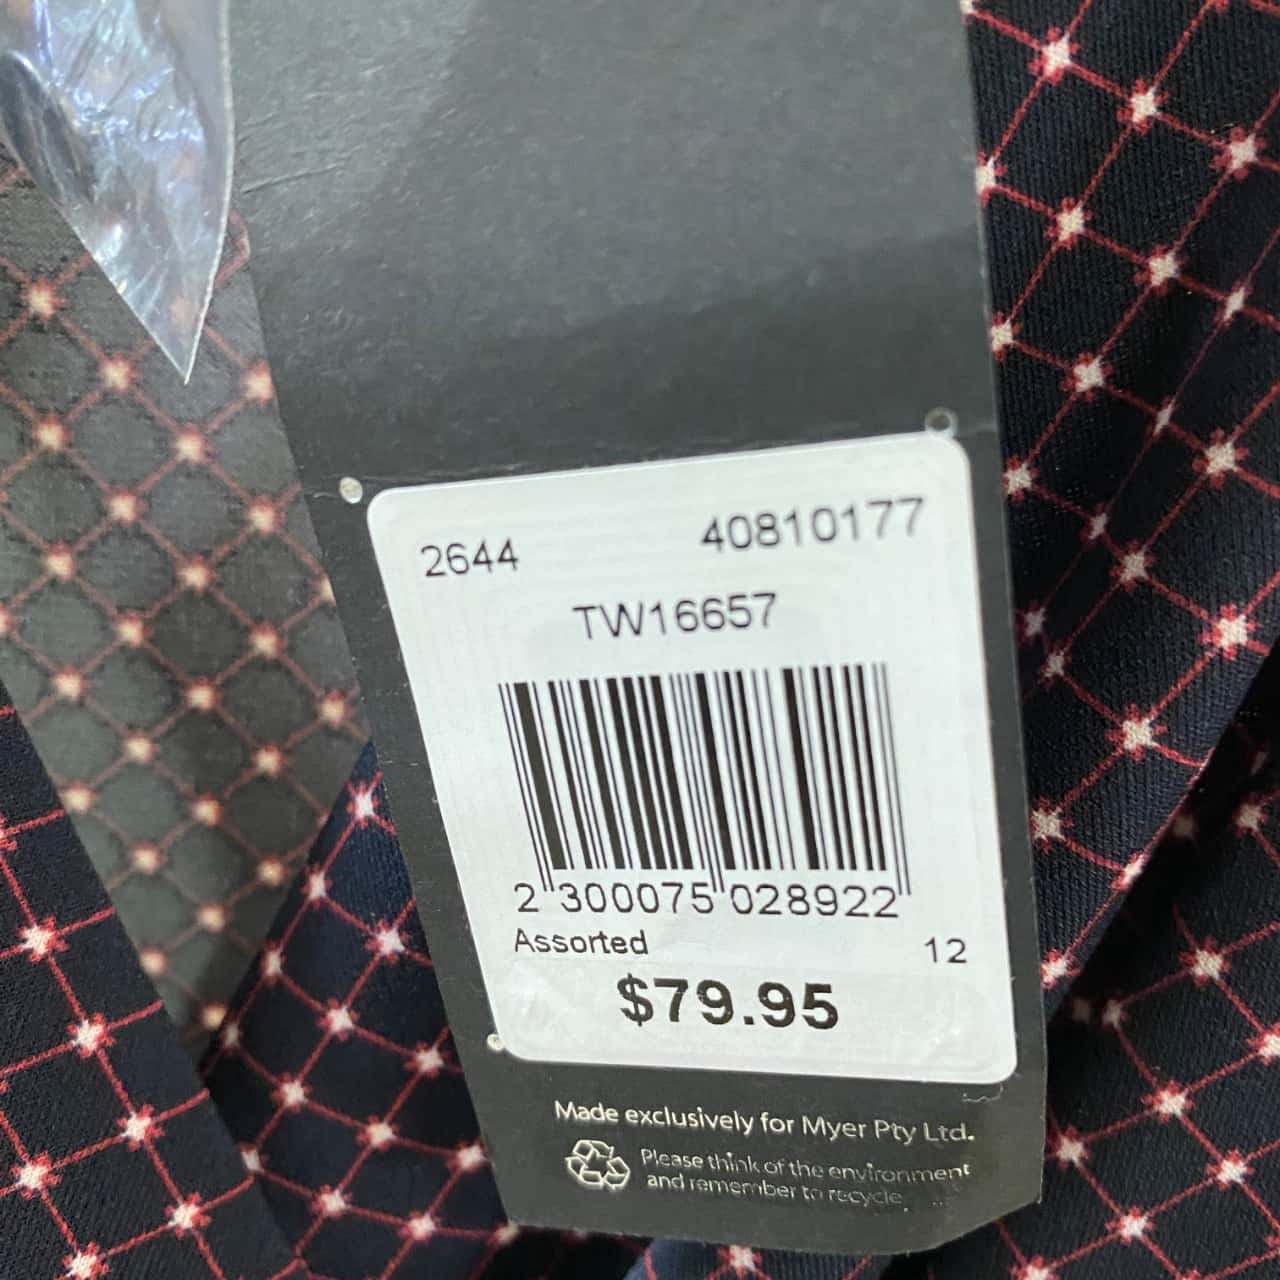 2644 40810177
TW16657
2 300075 028922
Assorted 12
$79.95
Made exclusively for Myer Pty Ltd.
Please think of the environment
and remember to recycle.